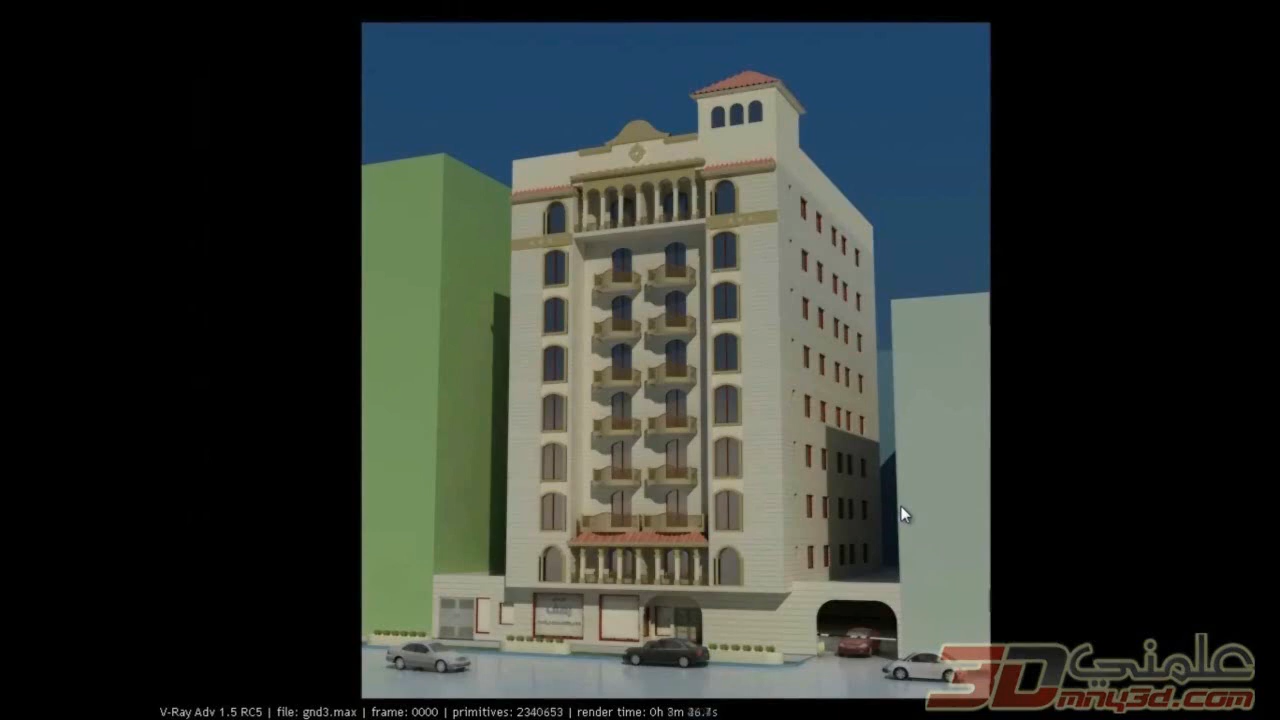 V-Ray Adv 1.5 RC5 | file: gnd3.max | frame: 0000 | primitives: 2340653 | render time: 0h 3m
3D علمني
mny3d.com